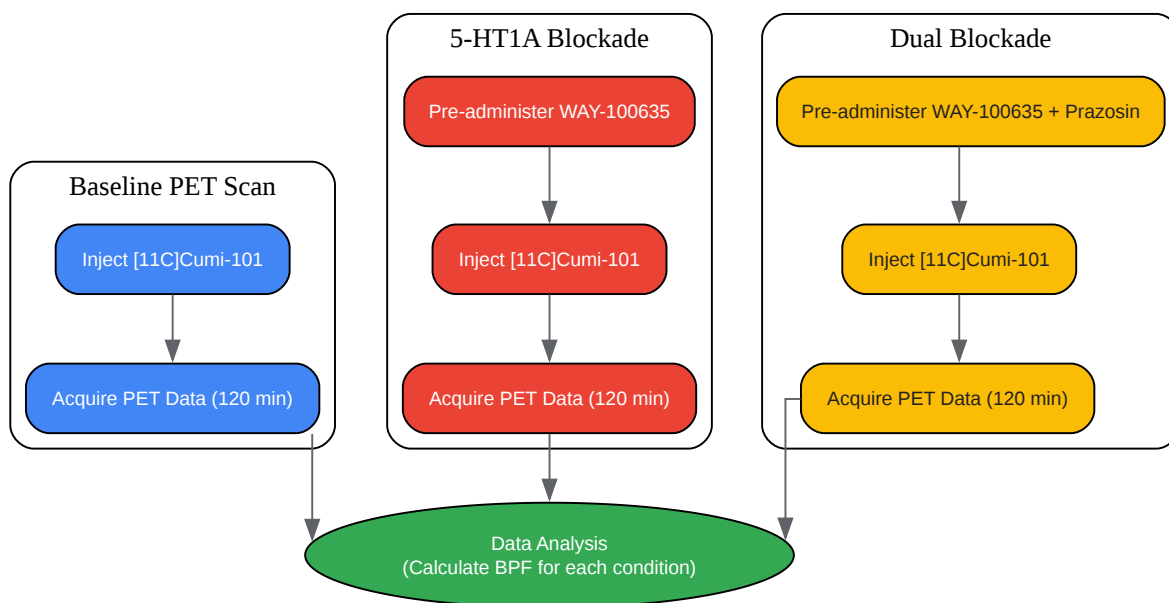 Baseline PET Scan
Inject [11C]Cumi-101
Acquire PET Data (120 min)
5-HT1A Blockade
Pre-administer WAY-100635
Inject [11C]Cumi-101
Acquire PET Data (120 min)
Dual Blockade
Pre-administer WAY-100635 + Prazosin
Inject [11C]Cumi-101
Acquire PET Data (120 min)
Data Analysis
(Calculate BPF for each condition)